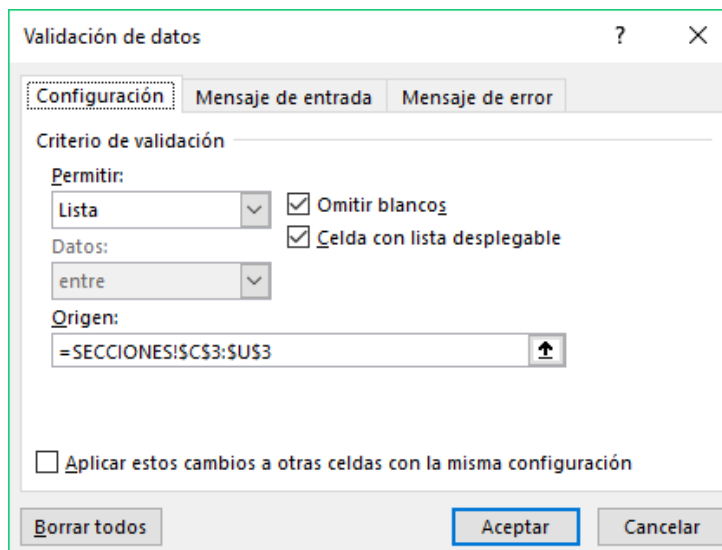 Validación de datos ?
Configuración Mensaje de entrada Mensaje de error
Criterio de validación
Permitir:
Lista Omitir blancos
Datos: Celda con lista desplegable
entre
Origen:
=SECCIONES!$C$3:$U$3
Aplicar estos cambios a otras celdas con la misma configuración
Borrar todos Aceptar Cancelar